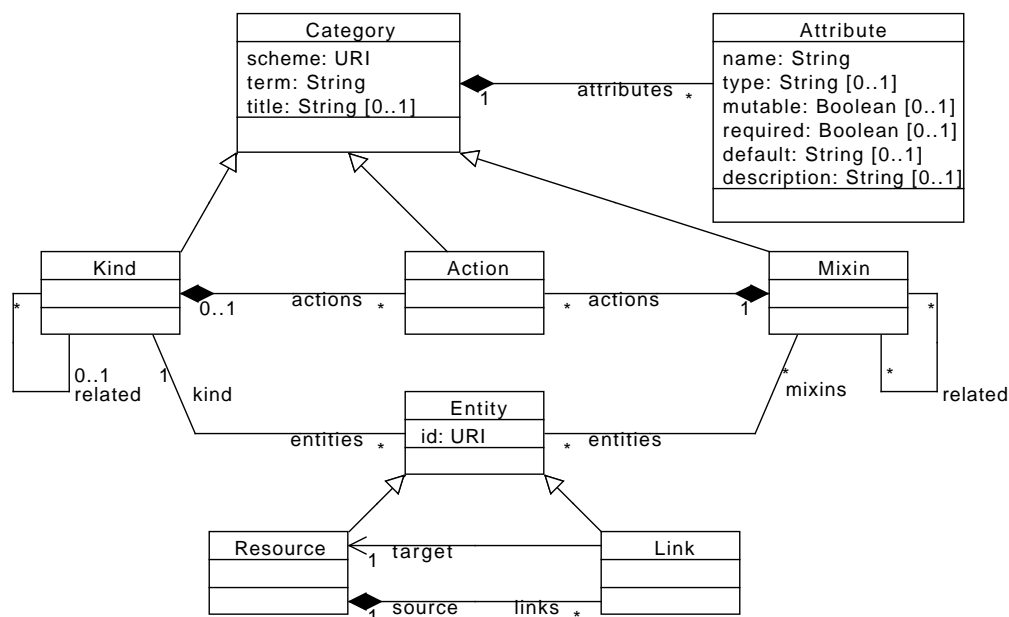 Category
scheme: URI
term: String
title: String [0..1]
Attribute
name: String
type: String [0..1]
mutable: Boolean [0..1]
required: Boolean [0..1]
default: String [0..1]
description: String [0..1]
1 attributes *
Kind
Action
Mixin
0..1 actions *
* actions 1
*
0..1
related
*
*
related
1
kind
*
mixins
Entity
id: URI
entities *
* entities
Resource
Link
1 target
1 source links *